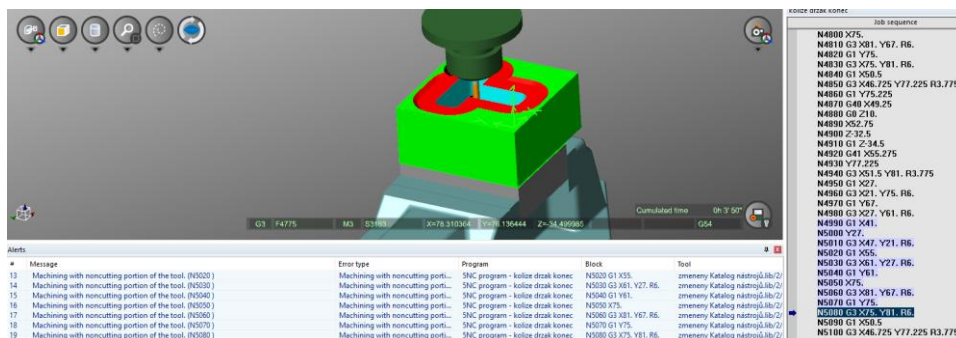 kolize drzak konec
Job sequence
N4800 X75.
N4810 G3 X81. Y67. R6.
N4820 G1 Y75.
N4830 G3 X75. Y81. R6.
N4840 G1 X50.5
N4850 G3 X46.725 Y77.225 R3.775
N4860 G1 Y75.225
N4870 G40 X49.25
N4880 G0 Z10.
N4890 X52.75
N4900 Z-32.5
N4910 G1 Z-34.5
N4920 G41 X55.275
N4930 Y77.225
N4940 G3 X51.5 Y81. R3.775
N4950 G1 X27.
N4960 G3 X21. Y75. R6.
N4970 G1 Y67.
N4980 G3 X27. Y61. R6.
N4990 G1 X41.
N5000 Y27.
N5010 G3 X47. Y21. R6.
N5020 G1 X55.
N5030 G3 X61. Y27. R6.
N5040 G1 Y61.
N5050 X75.
N5060 G3 X81. Y67. R6.
N5070 G1 Y75.
N5080 G3 X75. Y81. R6.
N5090 G1 X50.5
N5100 G3 X46.725 Y77.225 R3.775
Cumulated time 0h 3' 50"
G3 F4775 M3 S3183 X=78.310364 Y=76.136444 Z=-34.499985 G54
Alerts
# Message Error type Program Block Tool
13 Machining with noncutting portion of the tool. (N5020 ) Machining with noncutting porti... 5NC program - kolize drzak konec N5020 G1 X55. zmeneny Katalog nástrojů.lib/2/
14 Machining with noncutting portion of the tool. (N5030 ) Machining with noncutting porti... 5NC program - kolize drzak konec N5030 G3 X61. Y27. R6. zmeneny Katalog nástrojů.lib/2/
15 Machining with noncutting portion of the tool. (N5040 ) Machining with noncutting porti... 5NC program - kolize drzak konec N5040 G1 Y61. zmeneny Katalog nástrojů.lib/2/
16 Machining with noncutting portion of the tool. (N5050 ) Machining with noncutting porti... 5NC program - kolize drzak konec N5050 X75. zmeneny Katalog nástrojů.lib/2/
17 Machining with noncutting portion of the tool. (N5060 ) Machining with noncutting porti... 5NC program - kolize drzak konec N5060 G3 X81. Y67. R6. zmeneny Katalog nástrojů.lib/2/
18 Machining with noncutting portion of the tool. (N5070 ) Machining with noncutting porti... 5NC program - kolize drzak konec N5070 G1 Y75. zmeneny Katalog nástrojů.lib/2/
19 Machining with noncutting portion of the tool. (N5080 ) Machining with noncutting porti... 5NC program - kolize drzak konec N5080 G3 X75. Y81. R6. zmeneny Katalog nástrojů.lib/2/